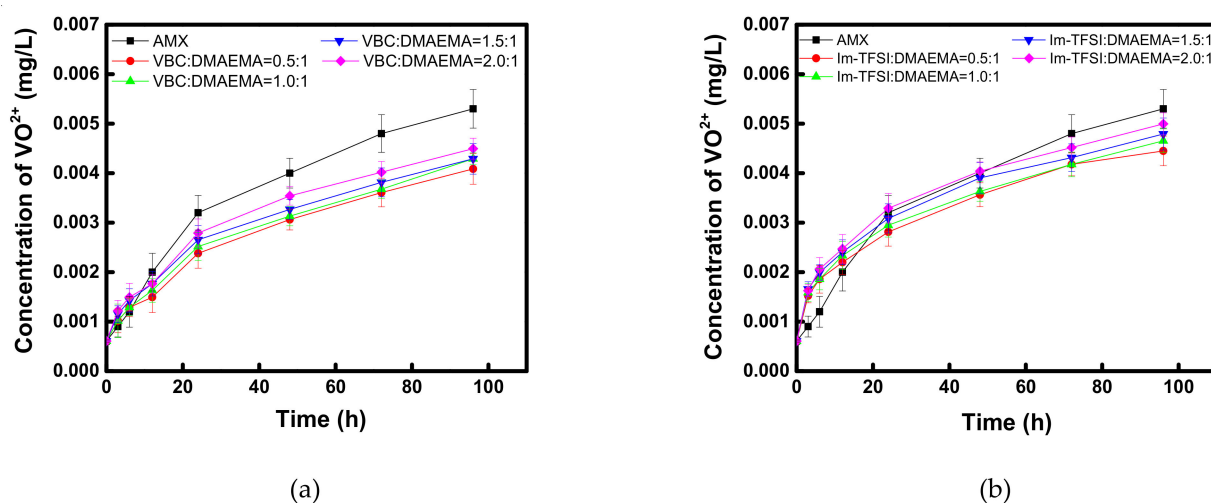 0.007
0.006
0.005
0.004
0.003
0.002
0.001
0.000
Concentration of VO²⁺ (mg/L)
AMX
VBC:DMAEMA=0.5:1
VBC:DMAEMA=1.0:1
VBC:DMAEMA=1.5:1
VBC:DMAEMA=2.0:1
0 20 40 60 80 100
Time (h)
(a)
0.007
0.006
0.005
0.004
0.003
0.002
0.001
0.000
Concentration of VO²⁺ (mg/L)
AMX
Im-TFSI:DMAEMA=0.5:1
Im-TFSI:DMAEMA=1.0:1
Im-TFSI:DMAEMA=1.5:1
Im-TFSI:DMAEMA=2.0:1
0 20 40 60 80 100
Time (h)
(b)